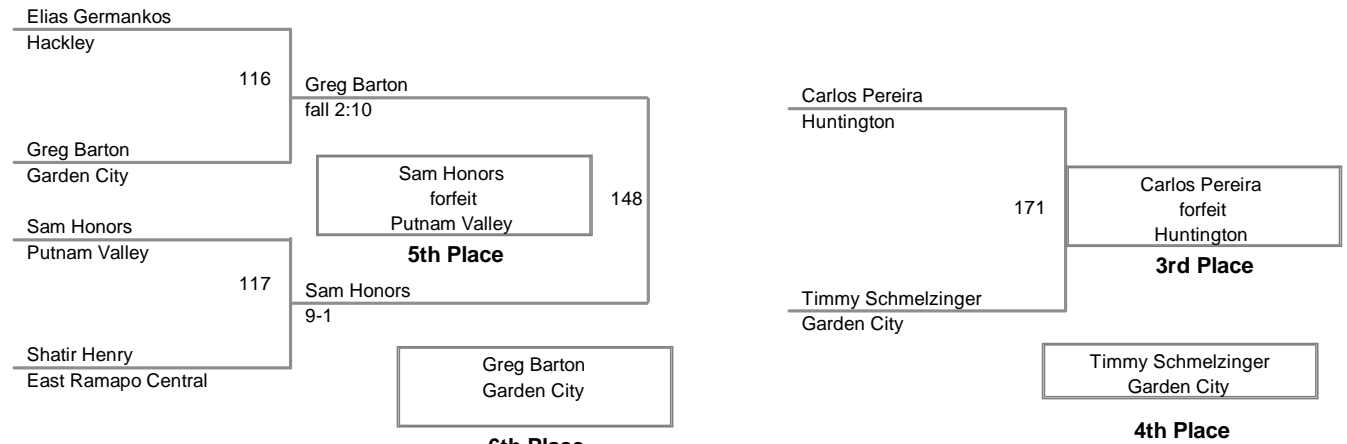 Elias Germankos
Hackley
116
Greg Barton
fall 2:10
Greg Barton
Garden City
Sam Honors
forfeit
Putnam Valley
148
5th Place
Sam Honors
Putnam Valley
117
Sam Honors
9-1
Shatir Henry
East Ramapo Central
Greg Barton
Garden City
6th Place
Carlos Pereira
Huntington
171
Carlos Pereira
forfeit
Huntington
3rd Place
Timmy Schmelzinger
Garden City
Timmy Schmelzinger
Garden City
4th Place